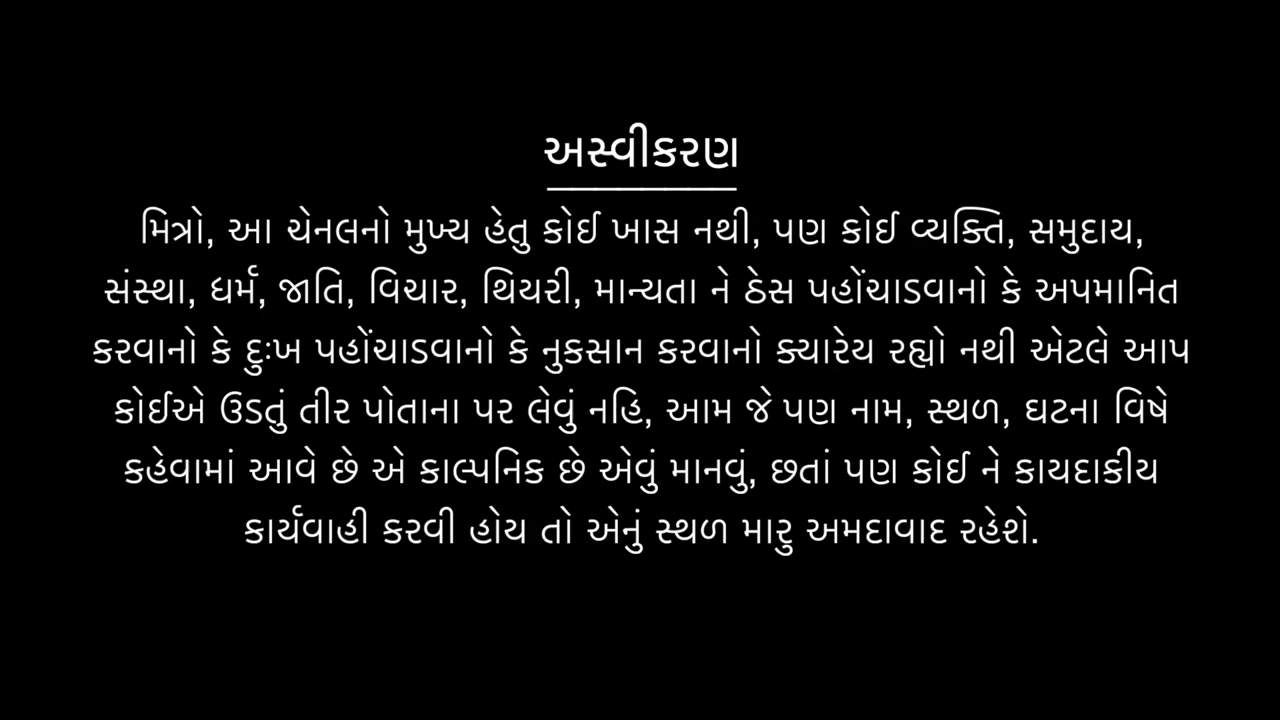 અસ્વીકરણ
મિત્રો, આ ચેનલનો મુખ્ય હેતુ કોઈ ખાસ નથી, પણ કોઈ વ્યક્તિ, સમુદાય,
સંસ્થા, ધર્મ, જાતિ, વિચાર, થિયરી, માન્યતા ને ઠેસ પહોંચાડવાનો કે અપમાનિત
કરવાનો કે દુઃખ પહોંચાડવાનો કે નુકસાન કરવાનો ક્યારેય રહ્યો નથી એટલે આપ
કોઈએ ઉડતું તીર પોતાના પર લેવું નહિ, આમ જે પણ નામ, સ્થળ, ઘટના વિષે
કહેવામાં આવે છે એ કાલ્પનિક છે એવું માનવું, છતાં પણ કોઈ ને કાયદાકીય
કાર્યવાહી કરવી હોય તો એનું સ્થળ મારુ અમદાવાદ રહેશે.